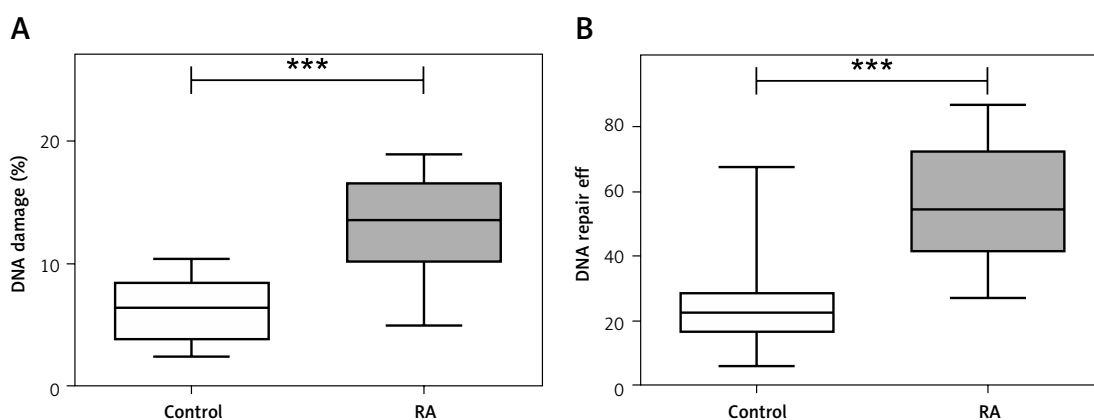 A
***
20
10
0
DNA damage (%)
Control RA
B
***
80
60
40
20
0
DNA repair eff
Control RA